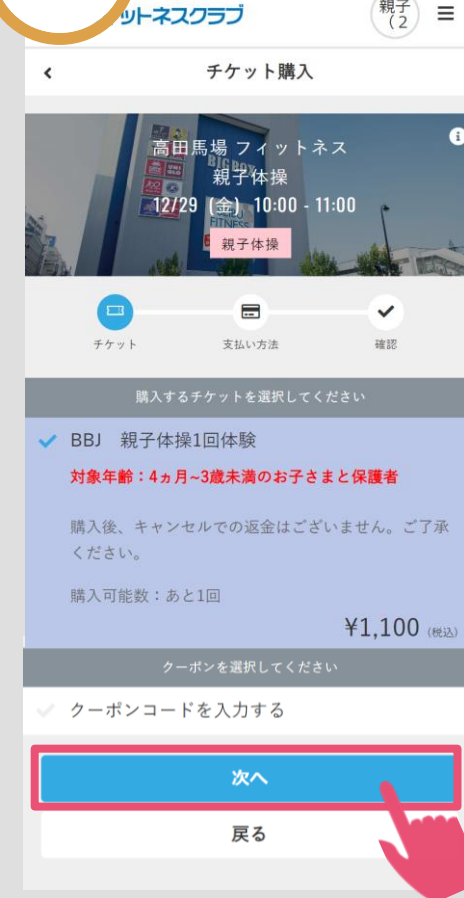 ットネスクラブ
親子
(2
チケット購入
高田馬場 フィットネス
親子体操
12/29 (金) 10:00 - 11:00
親子体操
チケット
支払い方法
確認
購入するチケットを選択してください
BBJ 親子体操1回体験
対象年齢：4ヵ月~3歳未満のお子さまと保護者
購入後、キャンセルでの返金はございません。ご了承
ください。
購入可能数：あと1回
¥1,100 (税込)
クーポンを選択してください
クーポンコードを入力する
次へ
戻る